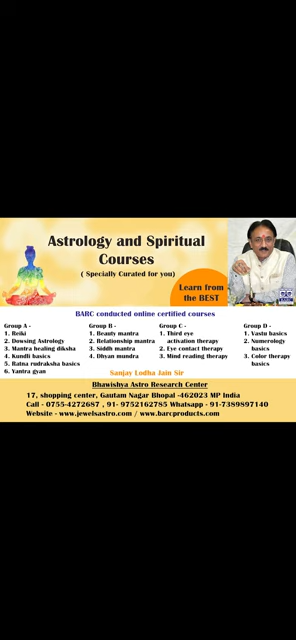 Astrology and Spiritual
Courses
( Specially Curated for you)
Learn from
the BEST
BARC
BARC conducted online certified courses
Group A -
1. Reiki
2. Dowsing Astrology
3. Mantra healing diksha
4. Kundli basics
5. Ratna rudraksha basics
6. Yantra gyan
Group B -
1. Beauty mantra
2. Relationship mantra
3. Siddh mantra
4. Dhyan mundra
Group C -
1. Third eye
activation therapy
2. Eye contact therapy
3. Mind reading therapy
Group D -
1. Vastu basics
2. Numerology
basics
3. Color therapy
basics
Sanjay Lodha Jain Sir
Bhawishya Astro Research Center
17, shopping center, Gautam Nagar Bhopal -462023 MP India
Call - 0755-4272687 , 91- 9752162785 Whatsapp - 91-7389897140
Website - www.jewelsastro.com / www.barcproducts.com